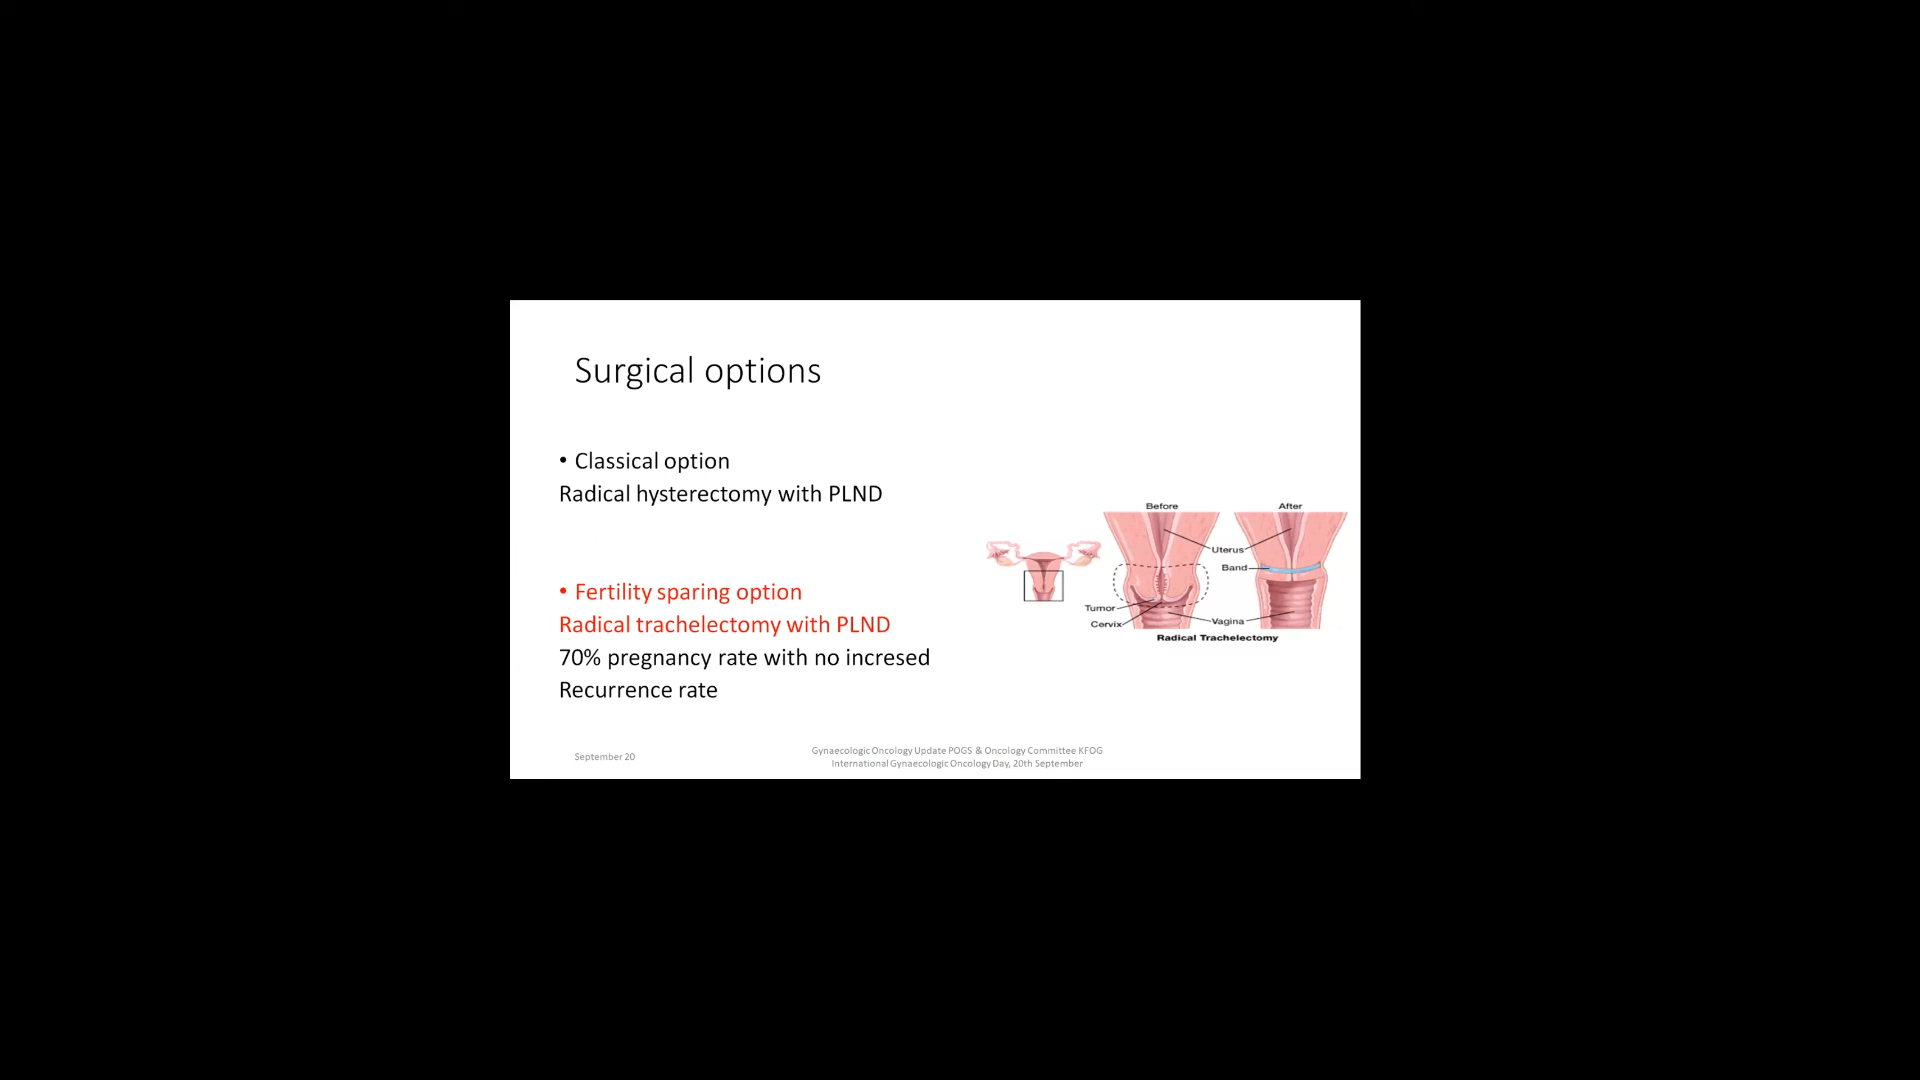 Surgical options
• Classical option
Radical hysterectomy with PLND
• Fertility sparing option
Radical trachelectomy with PLND
70% pregnancy rate with no incresed
Recurrence rate
Before
After
Uterus
Band
Tumor
Cervix
Vagina
Radical Trachelectomy
September 20
Gynaecologic Oncology Update POGS & Oncology Committee KFOG
International Gynaecologic Oncology Day, 20th September